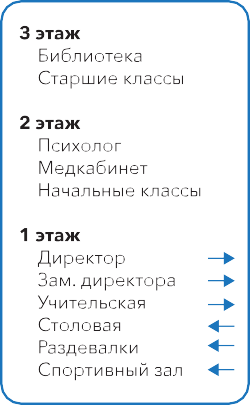 3 этаж
Библиотека
Старшие классы
2 этаж
Психолог
Медкабинет
Начальные классы
1 этаж
Директор →
Зам. директора →
Учительская →
Столовая ←
Раздевалки ←
Спортивный зал ←